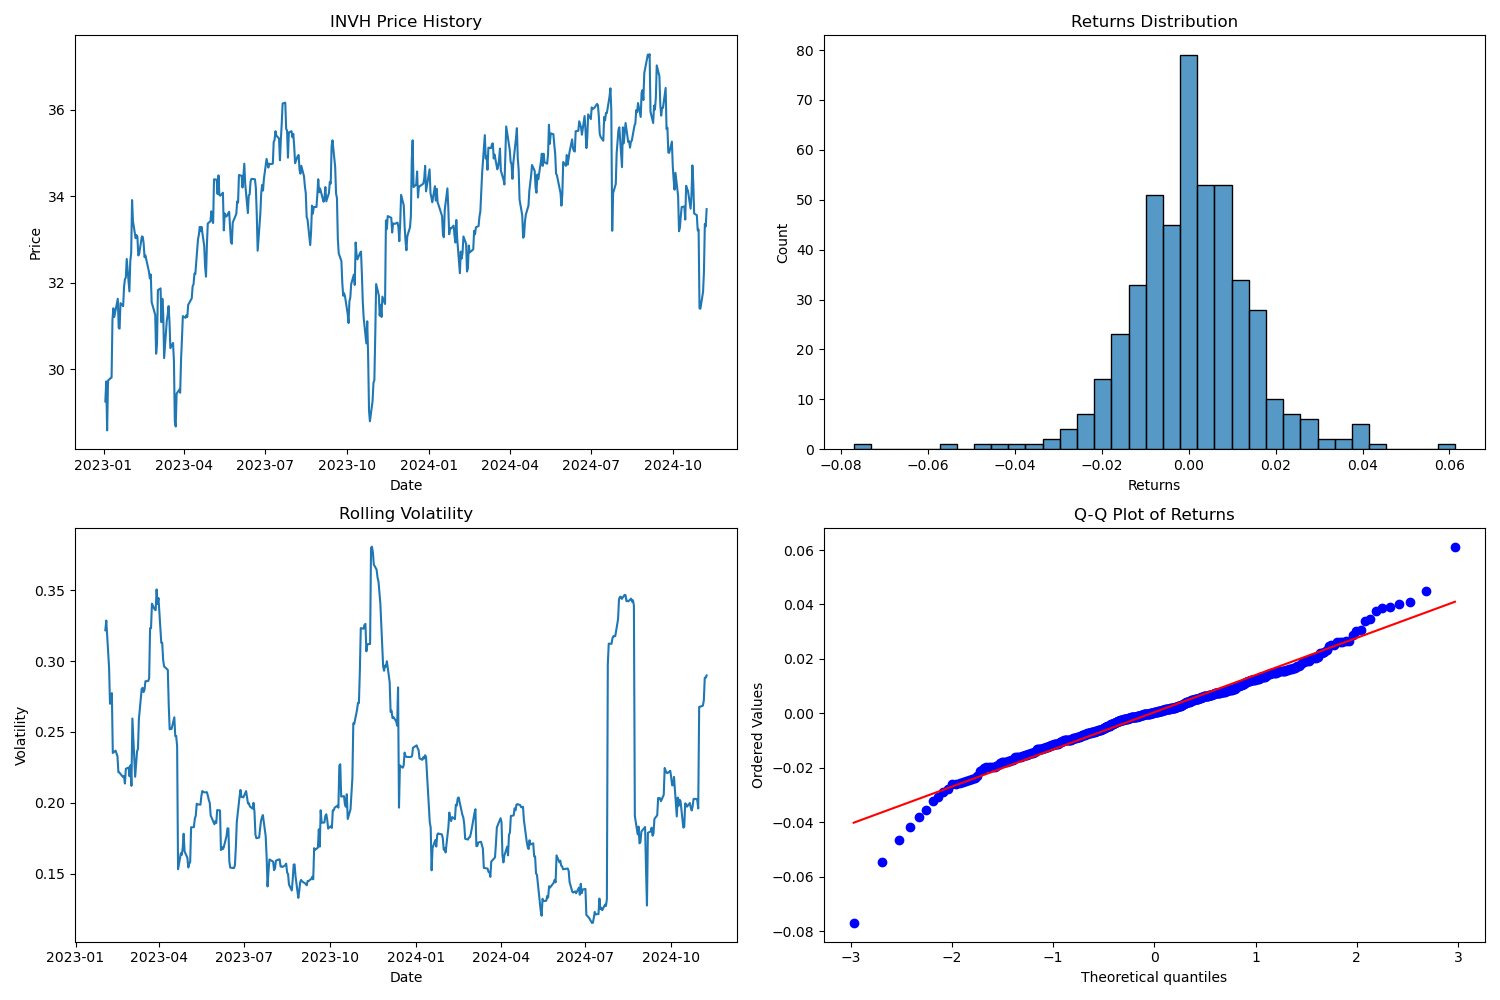 INVH Price History
Price
36
34
32
30
2023-01 2023-04 2023-07 2023-10 2024-01 2024-04 2024-07 2024-10
Date
Returns Distribution
Count
80
70
60
50
40
30
20
10
0
−0.08 −0.06 −0.04 −0.02 0.00 0.02 0.04 0.06
Returns
Rolling Volatility
Volatility
0.35
0.30
0.25
0.20
0.15
2023-01 2023-04 2023-07 2023-10 2024-01 2024-04 2024-07 2024-10
Date
Q-Q Plot of Returns
Ordered Values
0.06
0.04
0.02
0.00
−0.02
−0.04
−0.06
−0.08
−3 −2 −1 0 1 2 3
Theoretical quantiles